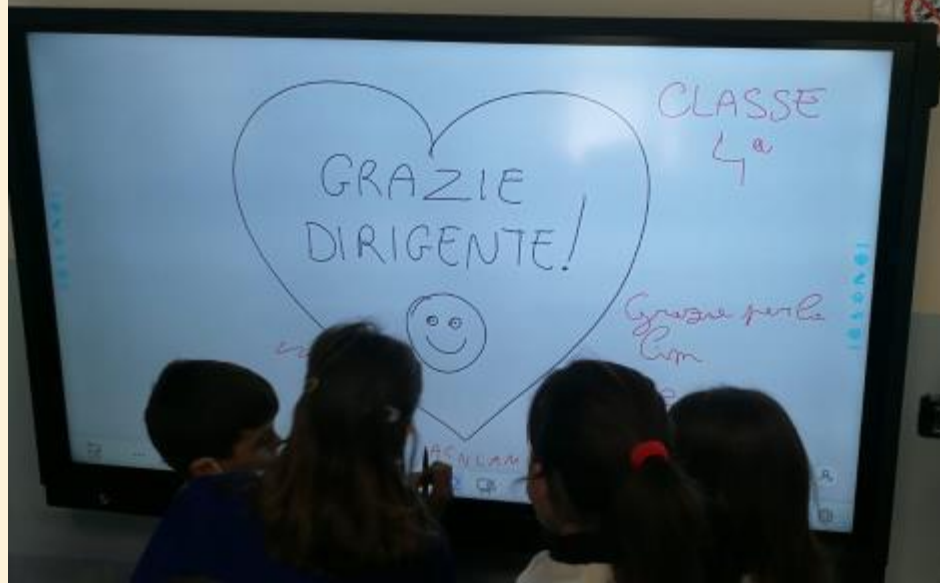 CLASSE
4ª
GRAZIE
DIRIGENTE!
Grazie per la
Lim